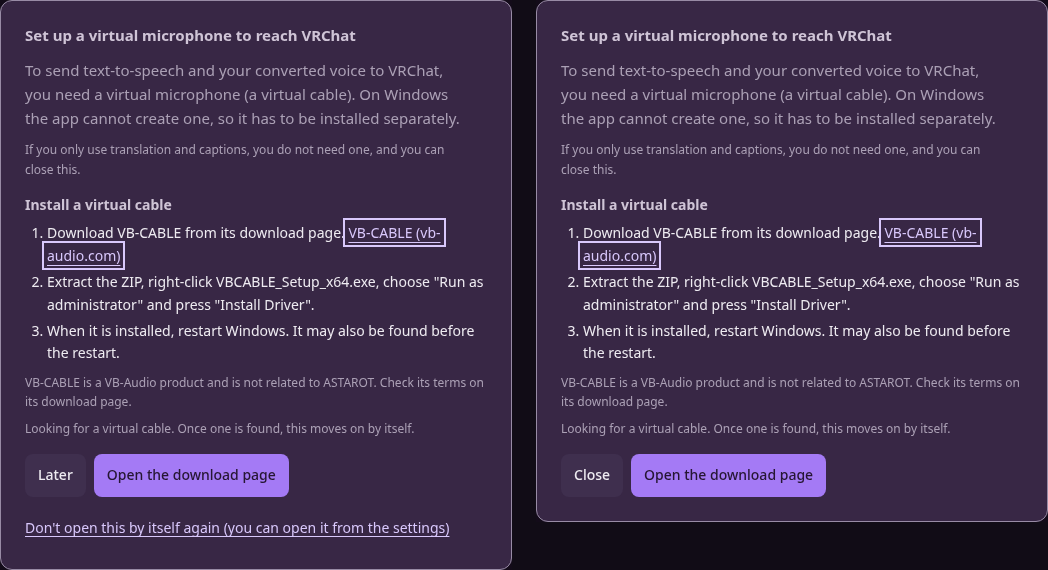 Set up a virtual microphone to reach VRChat
To send text-to-speech and your converted voice to VRChat,
you need a virtual microphone (a virtual cable). On Windows
the app cannot create one, so it has to be installed separately.
If you only use translation and captions, you do not need one, and you can
close this.
Install a virtual cable
1. Download VB-CABLE from its download page. VB-CABLE (vb-
audio.com)
2. Extract the ZIP, right-click VBCABLE_Setup_x64.exe, choose "Run as
administrator" and press "Install Driver".
3. When it is installed, restart Windows. It may also be found before
the restart.
VB-CABLE is a VB-Audio product and is not related to ASTAROT. Check its terms on
its download page.
Looking for a virtual cable. Once one is found, this moves on by itself.
Later
Open the download page
Don't open this by itself again (you can open it from the settings)
Set up a virtual microphone to reach VRChat
To send text-to-speech and your converted voice to VRChat,
you need a virtual microphone (a virtual cable). On Windows
the app cannot create one, so it has to be installed separately.
If you only use translation and captions, you do not need one, and you can
close this.
Install a virtual cable
1. Download VB-CABLE from its download page. VB-CABLE (vb-
audio.com)
2. Extract the ZIP, right-click VBCABLE_Setup_x64.exe, choose "Run as
administrator" and press "Install Driver".
3. When it is installed, restart Windows. It may also be found before
the restart.
VB-CABLE is a VB-Audio product and is not related to ASTAROT. Check its terms on
its download page.
Looking for a virtual cable. Once one is found, this moves on by itself.
Close
Open the download page